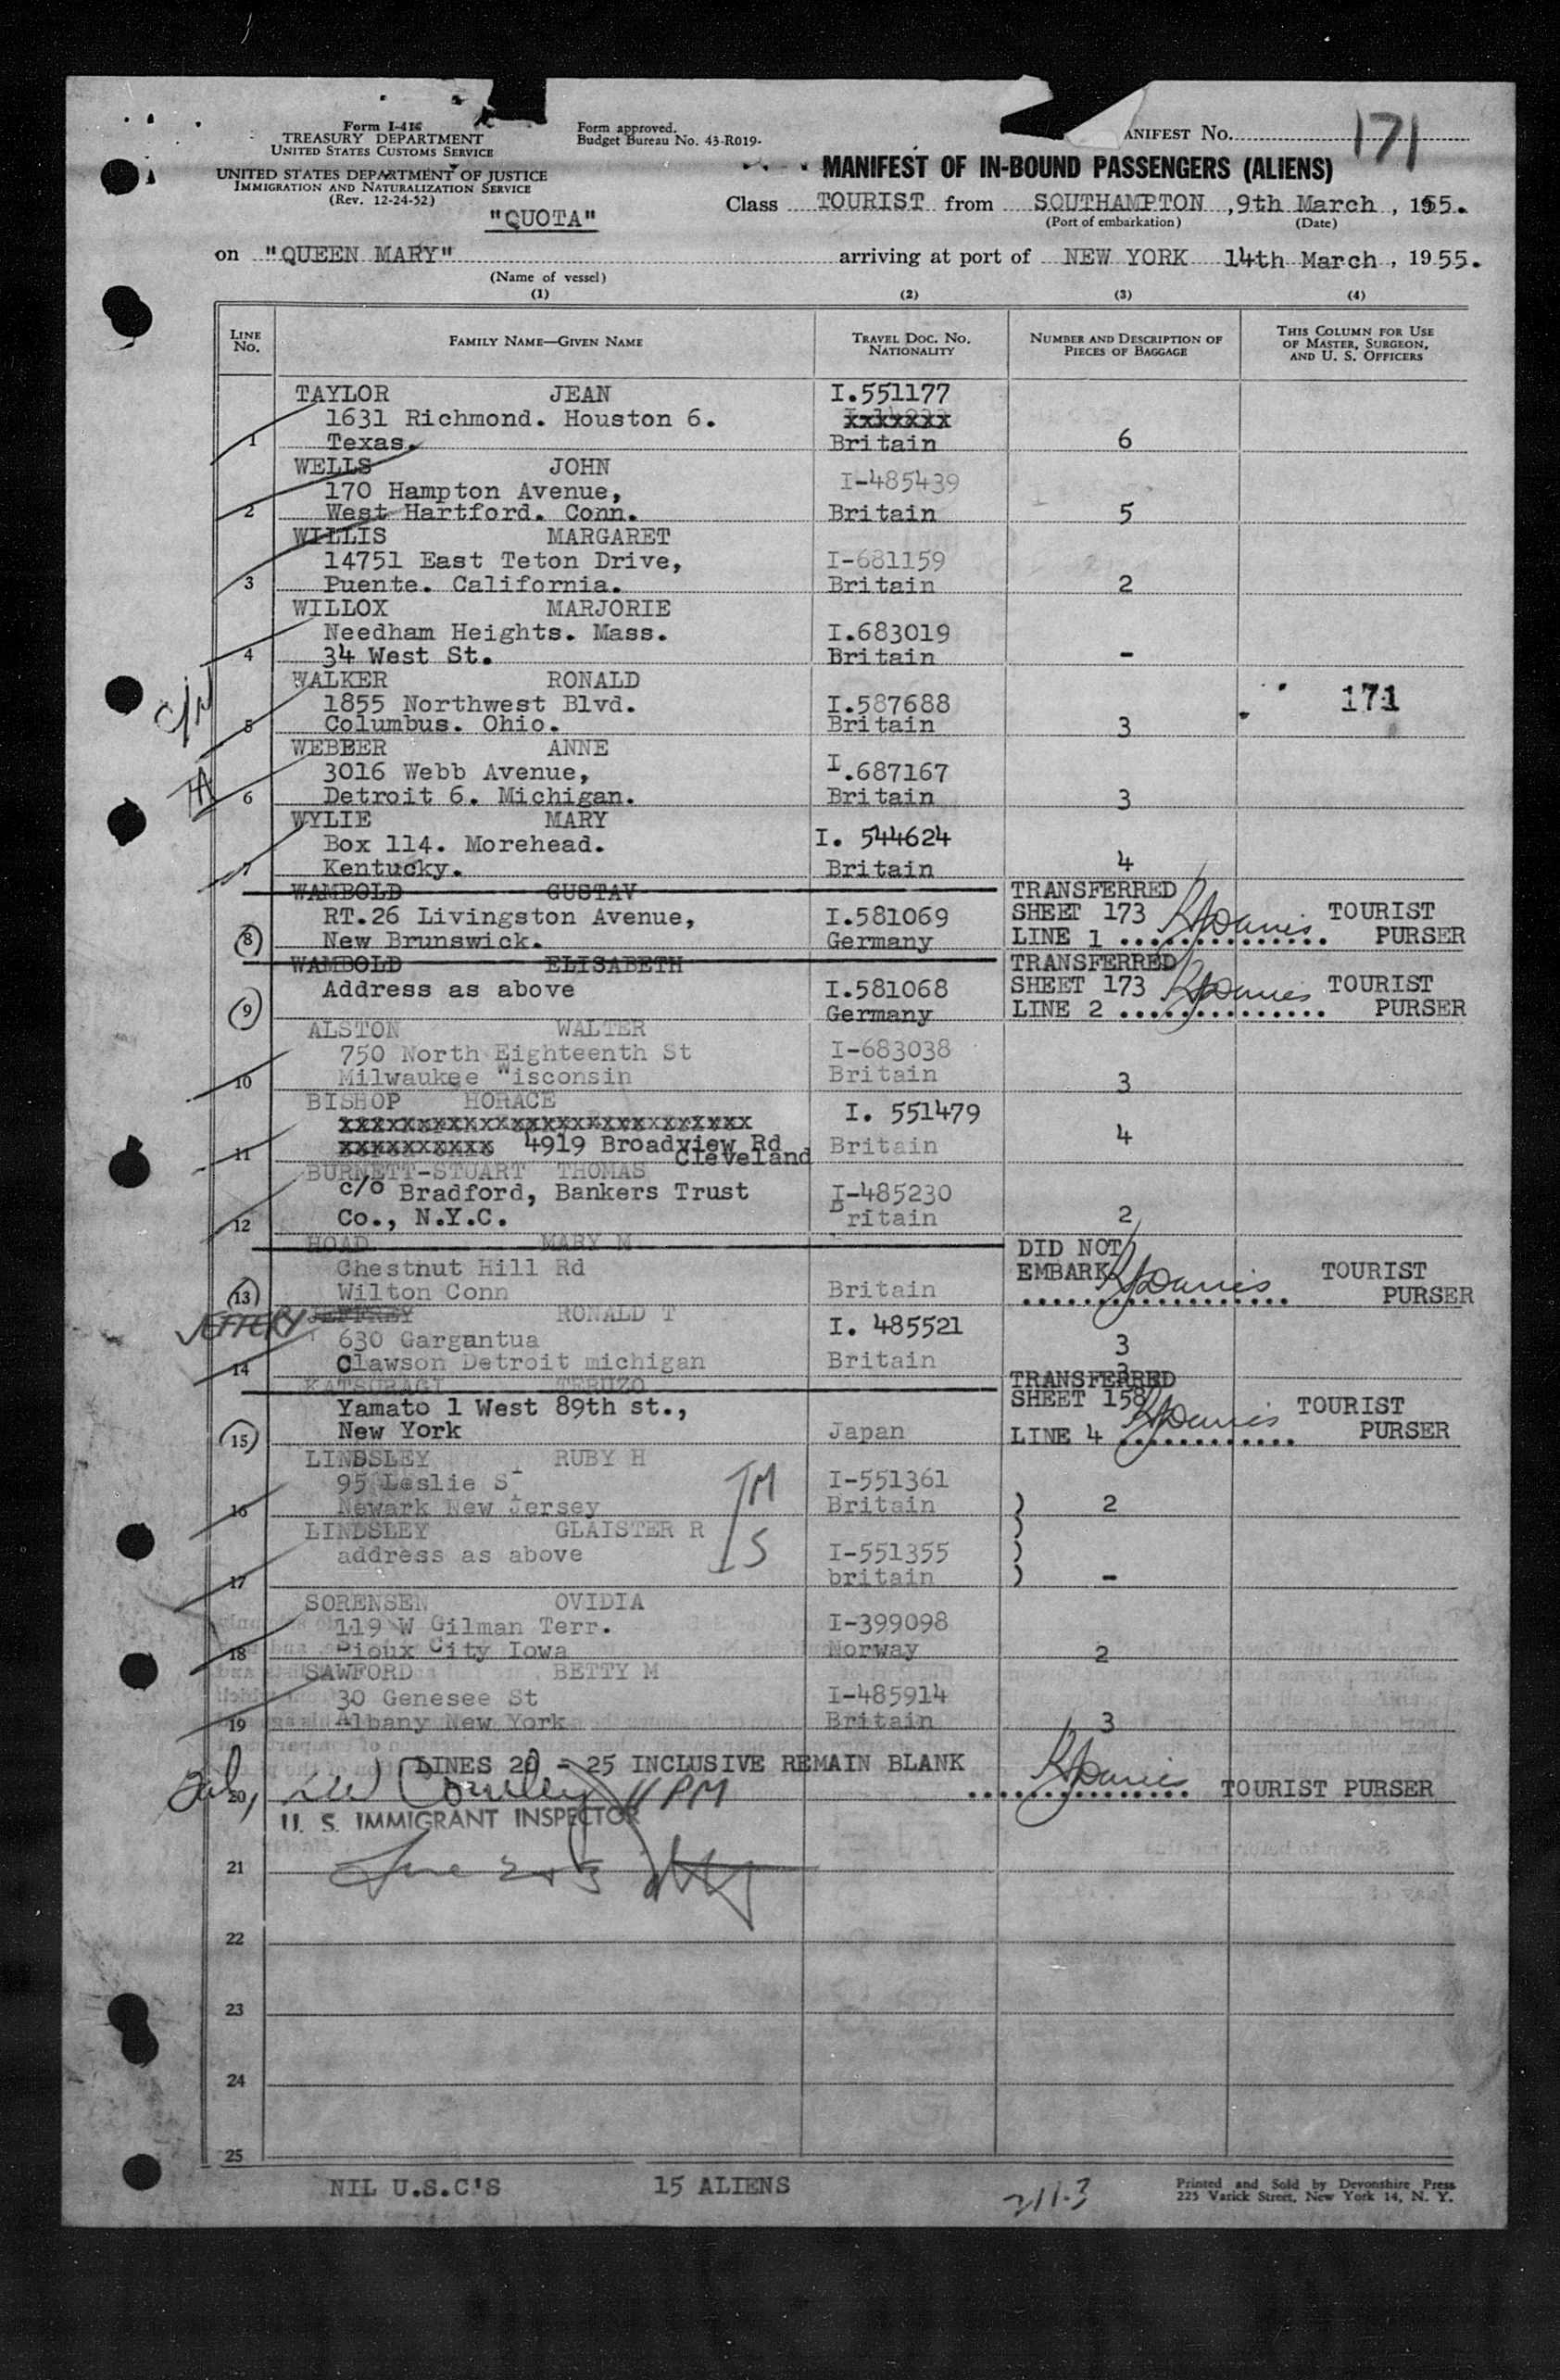 Form I-416
TREASURY DEPARTMENT
UNITED STATES CUSTOMS SERVICE
UNITED STATES DEPARTMENT OF JUSTICE
IMMIGRATION AND NATURALIZATION SERVICE
(Rev. 12-24-52)
Form approved.
Budget Bureau No. 43-R019-
ANIFEST No. 171
MANIFEST OF IN-BOUND PASSENGERS (ALIENS)
"QUOTA"
Class TOURIST from SOUTHAMPTON, 9th March, 1955.
(Port of embarkation) (Date)
on "QUEEN MARY" arriving at port of NEW YORK 14th March, 1955.
(Name of vessel)
(1) (2) (3) (4)
LINE No. FAMILY NAME—GIVEN NAME TRAVEL DOC. No. NATIONALITY NUMBER AND DESCRIPTION OF PIECES OF BAGGAGE THIS COLUMN FOR USE OF MASTER, SURGEON, AND U. S. OFFICERS
TAYLOR JEAN I.551177
1631 Richmond. Houston 6. xxxxxxx
1 Texas. Britain 6
WELLS JOHN
170 Hampton Avenue, I-485439
2 West Hartford. Conn. Britain 5
WILLIS MARGARET
14751 East Teton Drive, I-681159
3 Puente. California. Britain 2
WILLOX MARJORIE
Needham Heights. Mass. I.683019
4 34 West St. Britain -
WALKER RONALD 171
1855 Northwest Blvd. I.587688
5 Columbus. Ohio. Britain 3
WEBBER ANNE
3016 Webb Avenue, I.687167
6 Detroit 6. Michigan. Britain 3
WYLIE MARY
Box 114. Morehead. I. 544624
7 Kentucky. Britain 4
WAMBOLD GUSTAV TRANSFERRED
RT.26 Livingston Avenue, I.581069 SHEET 173 TOURIST
8 New Brunswick. Germany LINE 1 .............. PURSER
WAMBOLD ELISABETH TRANSFERRED
Address as above I.581068 SHEET 173 TOURIST
9 Germany LINE 2 .............. PURSER
ALSTON WALTER
750 North Eighteenth St I-683038
10 Milwaukee Wisconsin Britain 3
BISHOP HORACE I. 551479
xxxxxxxxxxxxxxxxxxxxxxxxxx
11 xxxxxxxxxx 4919 Broadview Rd Britain 4
Cleveland
BURNETT-STUART THOMAS
c/o Bradford, Bankers Trust I-485230
12 Co., N.Y.C. Britain 2
HOAD MARY M DID NOT
Chestnut Hill Rd EMBARK TOURIST
13 Wilton Conn Britain .................. PURSER
JEFFERY JEFFREY RONALD T I. 485521
630 Gargantua 3
14 Clawson Detroit michigan Britain 3
KATSURAGI TERUZO TRANSFERRED
Yamato 1 West 89th st., SHEET 158 TOURIST
15 New York Japan LINE 4 ............ PURSER
LINDSLEY RUBY H
95 Leslie St I-551361
16 Newark New Jersey Britain ) 2
LINDSLEY GLAISTER R )
address as above I-551355 )
17 britain ) -
SORENSEN OVIDIA
119 W Gilman Terr. I-399098
18 Sioux City Iowa Norway 2
SAWFORD BETTY M
30 Genesee St I-485914
19 Albany New York Britain 3
LINES 20 - 25 INCLUSIVE REMAIN BLANK
20 ............... TOURIST PURSER
U. S. IMMIGRANT INSPECTOR
21
22
23
24
25
NIL U.S.C'S 15 ALIENS 211-3
Printed and Sold by Devonshire Press
225 Varick Street, New York 14, N. Y.